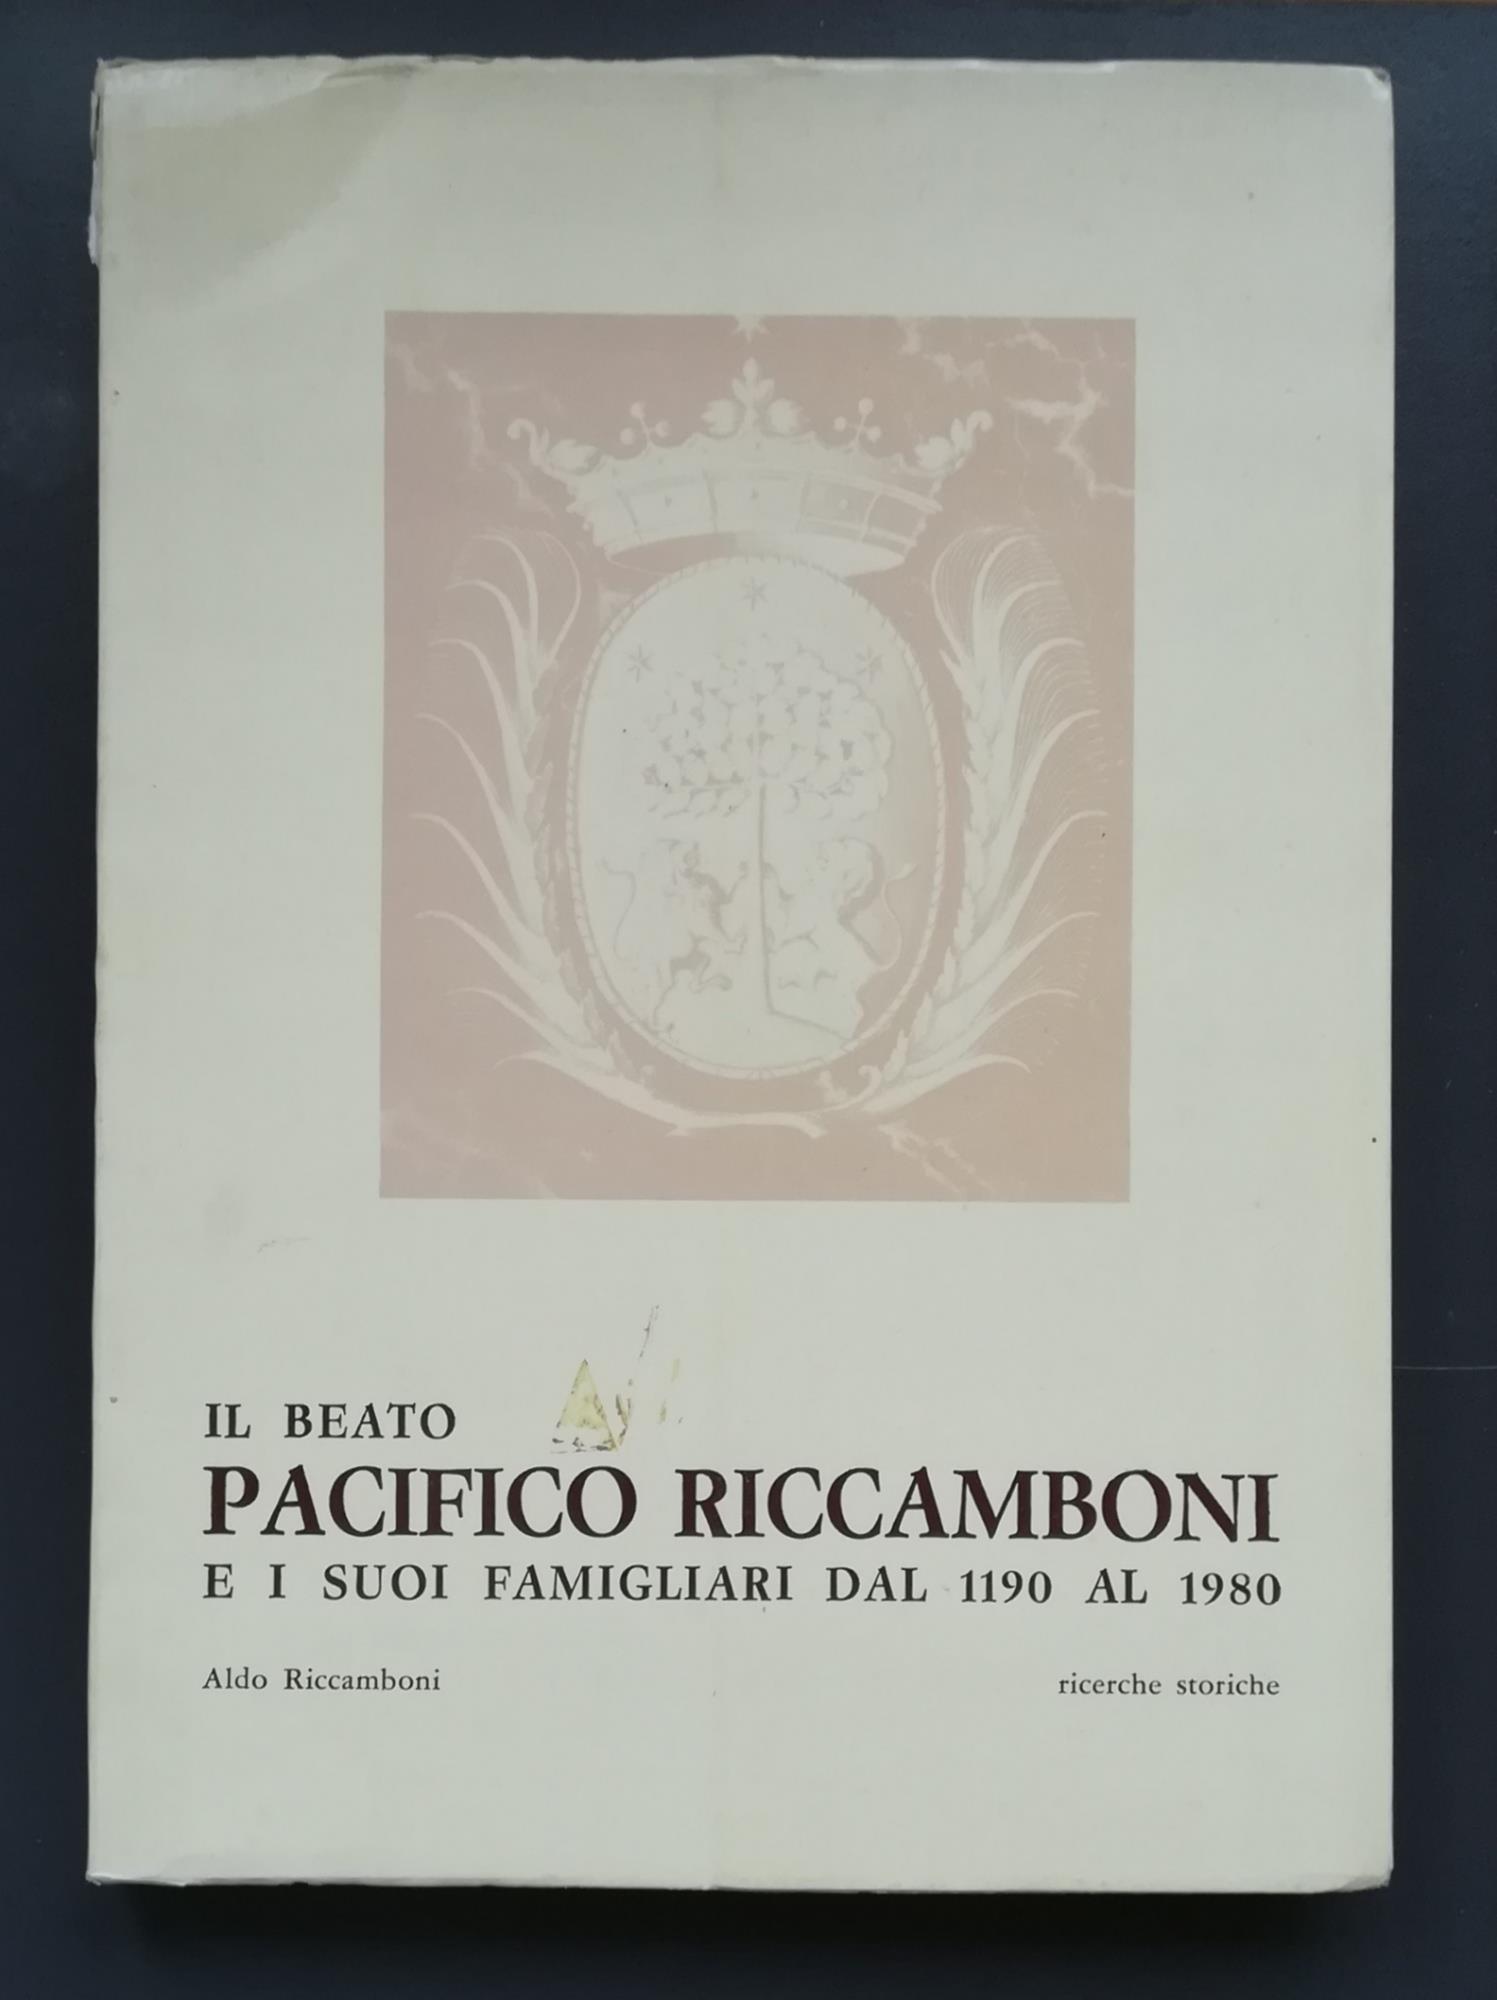 IL BEATO
PACIFICO RICCAMBONI
E I SUOI FAMIGLIARI DAL 1190 AL 1980
Aldo Riccamboni
ricerche storiche